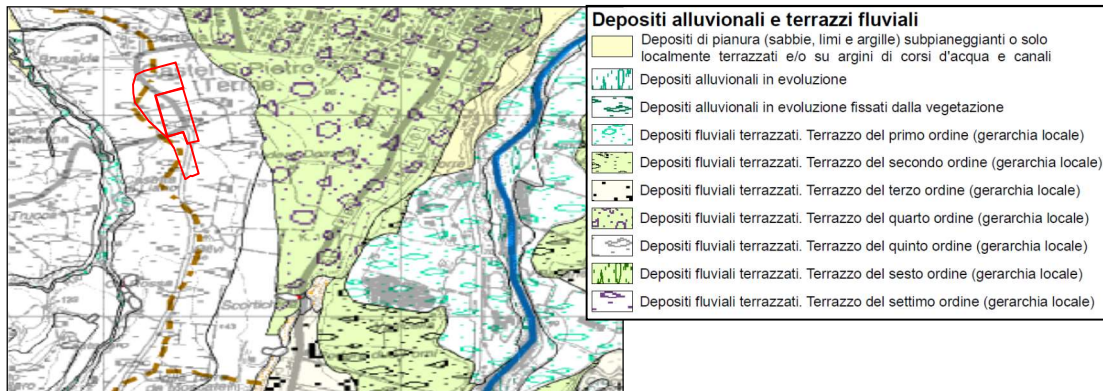 Castel S. Pietro
Terme
Scortich
Depositi alluvionali e terrazzi fluviali
Depositi di pianura (sabbie, limi e argille) subpianeggianti o solo
localmente terrazzati e/o su argini di corsi d'acqua e canali
Depositi alluvionali in evoluzione
Depositi alluvionali in evoluzione fissati dalla vegetazione
Depositi fluviali terrazzati. Terrazzo del primo ordine (gerarchia locale)
Depositi fluviali terrazzati. Terrazzo del secondo ordine (gerarchia locale)
Depositi fluviali terrazzati. Terrazzo del terzo ordine (gerarchia locale)
Depositi fluviali terrazzati. Terrazzo del quarto ordine (gerarchia locale)
Depositi fluviali terrazzati. Terrazzo del quinto ordine (gerarchia locale)
Depositi fluviali terrazzati. Terrazzo del sesto ordine (gerarchia locale)
Depositi fluviali terrazzati. Terrazzo del settimo ordine (gerarchia locale)